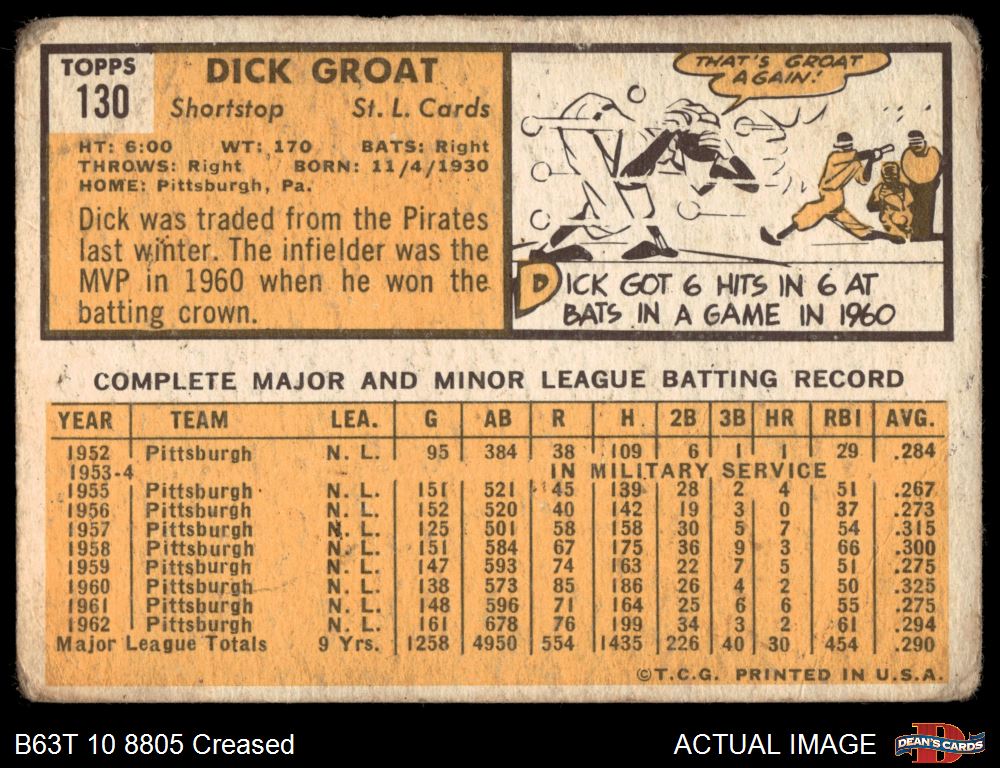 TOPPS
130
DICK GROAT
Shortstop St. L. Cards
HT: 6:00 WT: 170 BATS: Right
THROWS: Right BORN: 11/4/1930
HOME: Pittsburgh, Pa.
Dick was traded from the Pirates
last winter. The infielder was the
MVP in 1960 when he won the
batting crown.
THAT'S GROAT
AGAIN!
DICK GOT 6 HITS IN 6 AT
BATS IN A GAME IN 1960
COMPLETE MAJOR AND MINOR LEAGUE BATTING RECORD
YEAR TEAM LEA. G AB R H 2B 3B HR RBI AVG.
1952 Pittsburgh N. L. 95 384 38 109 6 1 1 29 .284
1953-4 IN MILITARY SERVICE
1955 Pittsburgh N. L. 151 521 45 139 28 2 4 51 .267
1956 Pittsburgh N. L. 152 520 40 142 19 3 0 37 .273
1957 Pittsburgh N. L. 125 501 58 158 30 5 7 54 .315
1958 Pittsburgh N. L. 151 584 67 175 36 9 3 66 .300
1959 Pittsburgh N. L. 147 593 74 163 22 7 5 51 .275
1960 Pittsburgh N. L. 138 573 85 186 26 4 2 50 .325
1961 Pittsburgh N. L. 148 596 71 164 25 6 6 55 .275
1962 Pittsburgh N. L. 161 678 76 199 34 3 2 61 .294
Major League Totals 9 Yrs. 1258 4950 554 1435 226 40 30 454 .290
©T.C.G. PRINTED IN U.S.A.
B63T 10 8805 Creased
ACTUAL IMAGE
D
DEAN'S CARDS